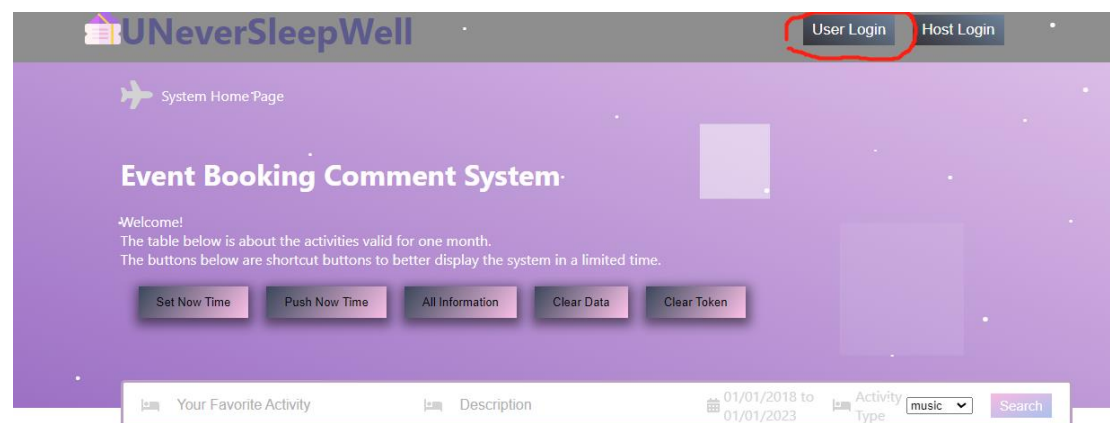 UNeverSleepWell
User Login
Host Login
System Home Page
Event Booking Comment System
Welcome!
The table below is about the activities valid for one month.
The buttons below are shortcut buttons to better display the system in a limited time.
Set Now Time
Push Now Time
All Information
Clear Data
Clear Token
Your Favorite Activity
Description
01/01/2018 to
01/01/2023
Activity
Type
music
Search